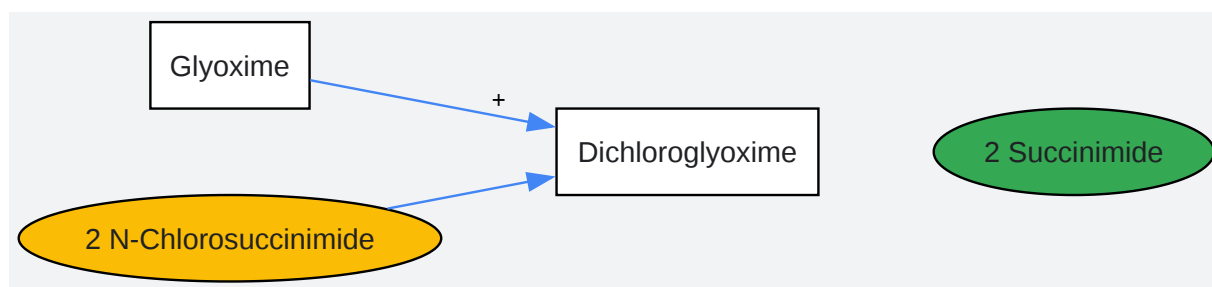 Glyoxime
+
Dichloroglyoxime
2 Succinimide
2 N-Chlorosuccinimide